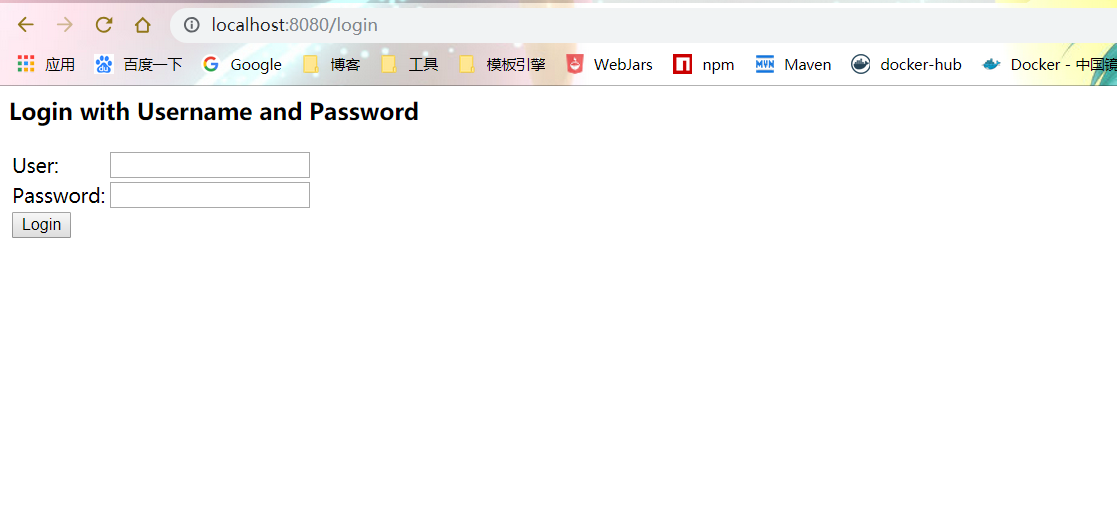 localhost:8080/login
应用 百度一下 Google 博客 工具 模板引擎 WebJars npm Maven docker-hub Docker - 中国镜
Login with Username and Password
User:
Password:
Login